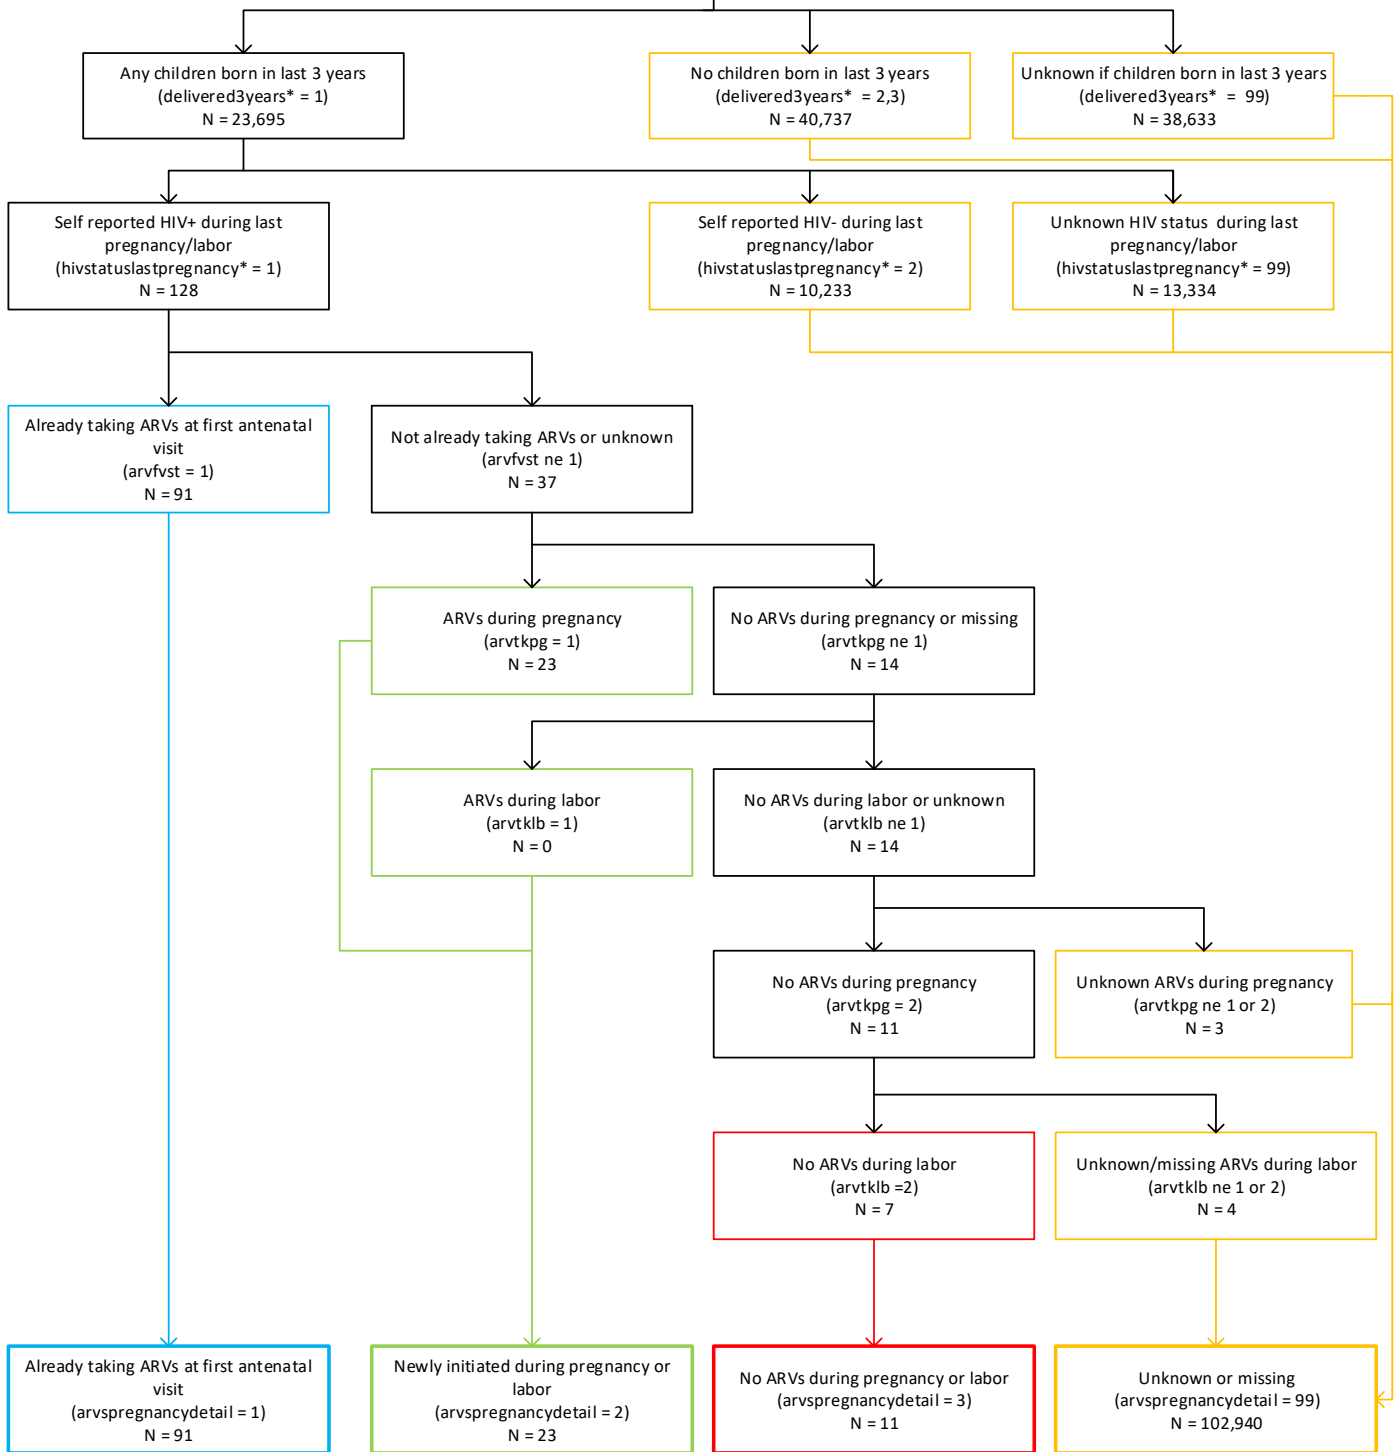 Any children born in last 3 years
(delivered3years* = 1)
N = 23,695
No children born in last 3 years
(delivered3years* = 2,3)
N = 40,737
Unknown if children born in last 3 years
(delivered3years* = 99)
N = 38,633
Self reported HIV+ during last
pregnancy/labor
(hivstatuslastpregnancy* = 1)
N = 128
Self reported HIV- during last
pregnancy/labor
(hivstatuslastpregnancy* = 2)
N = 10,233
Unknown HIV status during last
pregnancy/labor
(hivstatuslastpregnancy* = 99)
N = 13,334
Already taking ARVs at first antenatal
visit
(arvfvst = 1)
N = 91
Not already taking ARVs or unknown
(arvfvst ne 1)
N = 37
ARVs during pregnancy
(arvtkpg = 1)
N = 23
No ARVs during pregnancy or missing
(arvtkpg ne 1)
N = 14
ARVs during labor
(arvtklb = 1)
N = 0
No ARVs during labor or unknown
(arvtklb ne 1)
N = 14
No ARVs during pregnancy
(arvtkpg = 2)
N = 11
Unknown ARVs during pregnancy
(arvtkpg ne 1 or 2)
N = 3
No ARVs during labor
(arvtklb =2)
N = 7
Unknown/missing ARVs during labor
(arvtklb ne 1 or 2)
N = 4
Already taking ARVs at first antenatal
visit
(arvspregnancydetail = 1)
N = 91
Newly initiated during pregnancy or
labor
(arvspregnancydetail = 2)
N = 23
No ARVs during pregnancy or labor
(arvspregnancydetail = 3)
N = 11
Unknown or missing
(arvspregnancydetail = 99)
N = 102,940